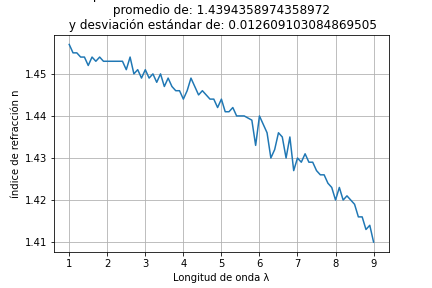 promedio de: 1.4394358974358972
y desviación estándar de: 0.012609103084869505
1.45
1.44
1.43
1.42
1.41
Índice de refracción n
1 2 3 4 5 6 7 8 9
Longitud de onda λ